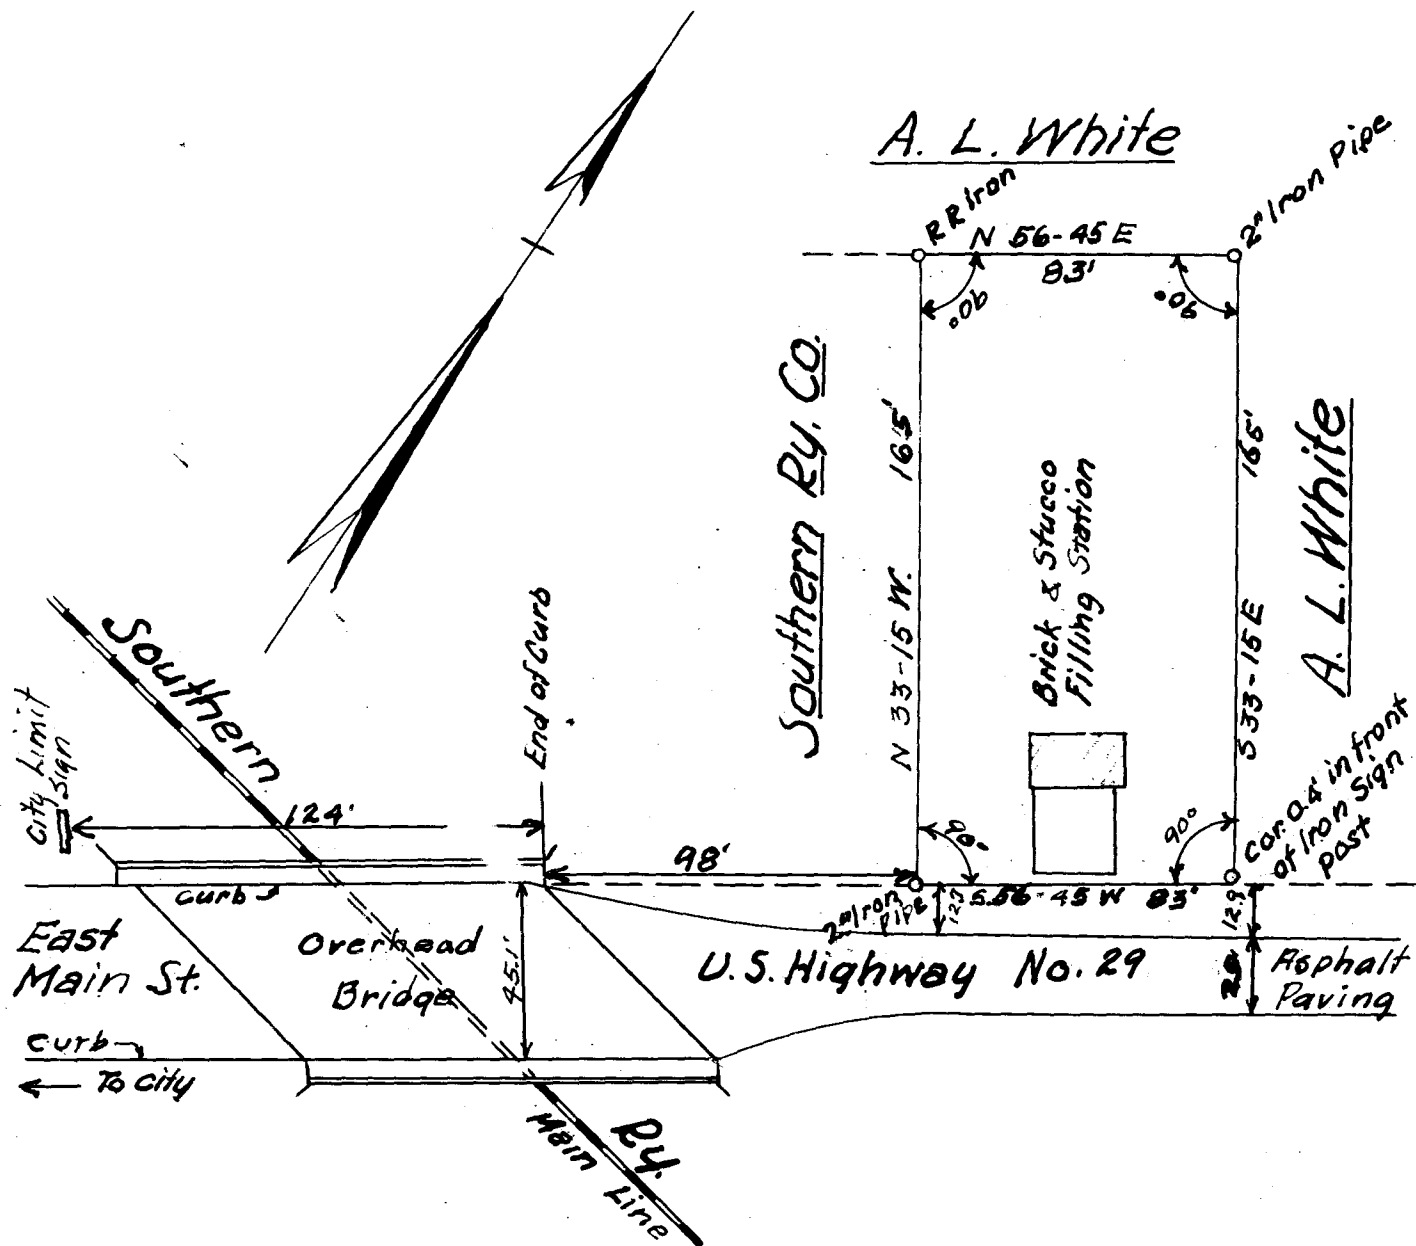 A. L. White
RR Iron
2" Iron Pipe
N 56-45 E
83'
90°
90°
Southern Ry. Co.
N 33-15 W. 165'
Brick & Stucco
Filling Station
165'
S 33-15 E
A. L. White
Southern
End of Curb
City Limit
Sign
124'
98'
90°
90°
Cor. 0.4' in front
of Iron Sign
post
curb
2" Iron
Pipe
S. 56-45 W 83'
12.9'
East
Main St.
Overhead
Bridge
45.1'
U.S. Highway No. 29
Asphalt
Paving
curb
To City
Ry.
Main Line